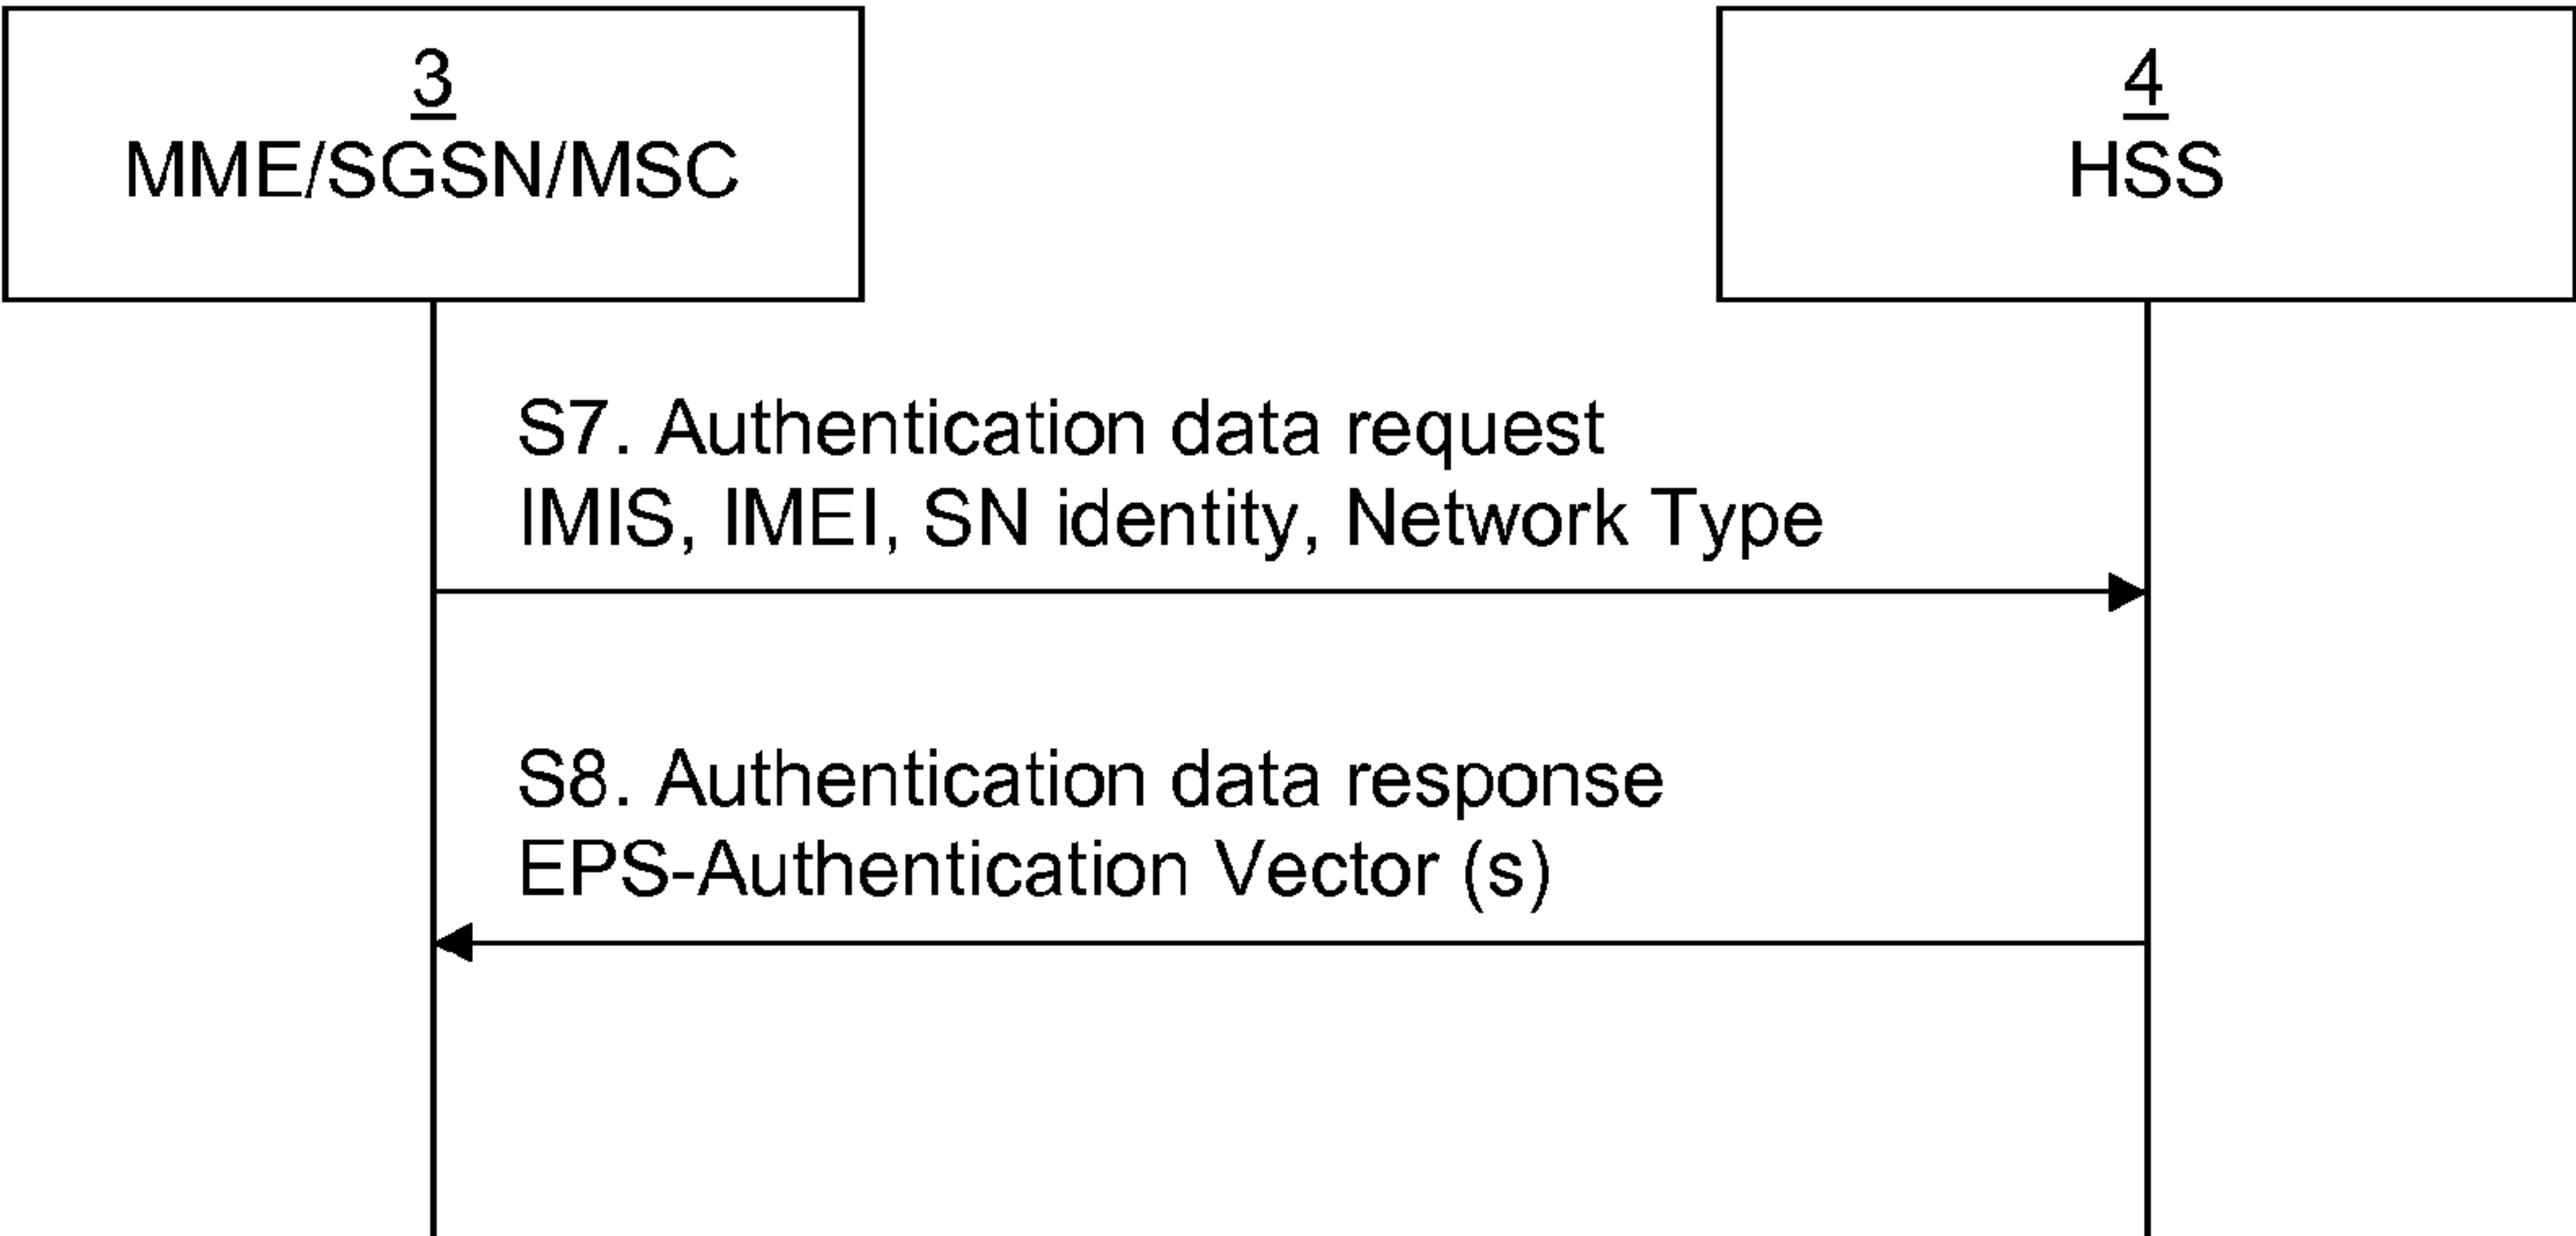 3
MME/SGSN/MSC
4
HSS
S7. Authentication data request
IMIS, IMEI, SN identity, Network Type
S8. Authentication data response
EPS-Authentication Vector (s)